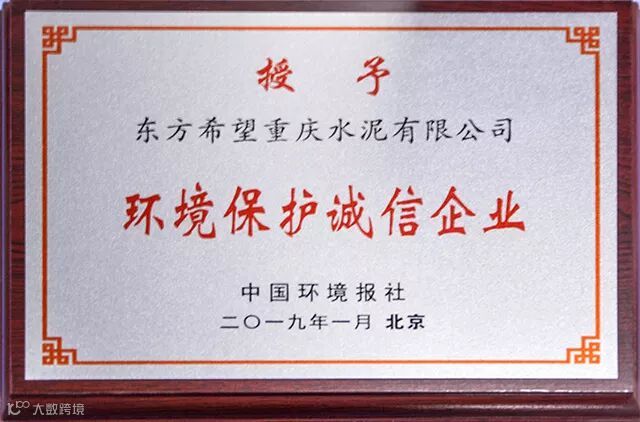 授 予
东方希望重庆水泥有限公司
环境保护诚信企业
中国环境报社
二〇一九年一月 北京
大数跨境